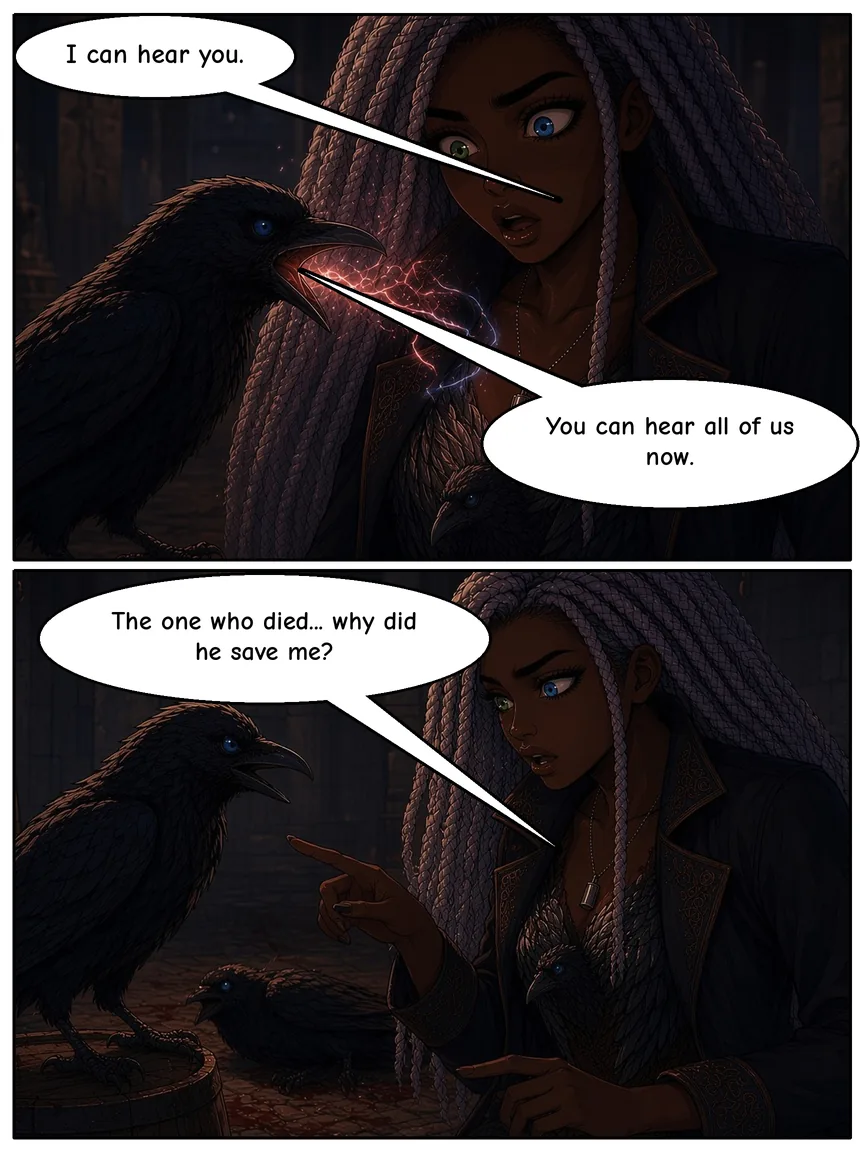 I can hear you.
You can hear all of us
now.
The one who died... why did
he save me?